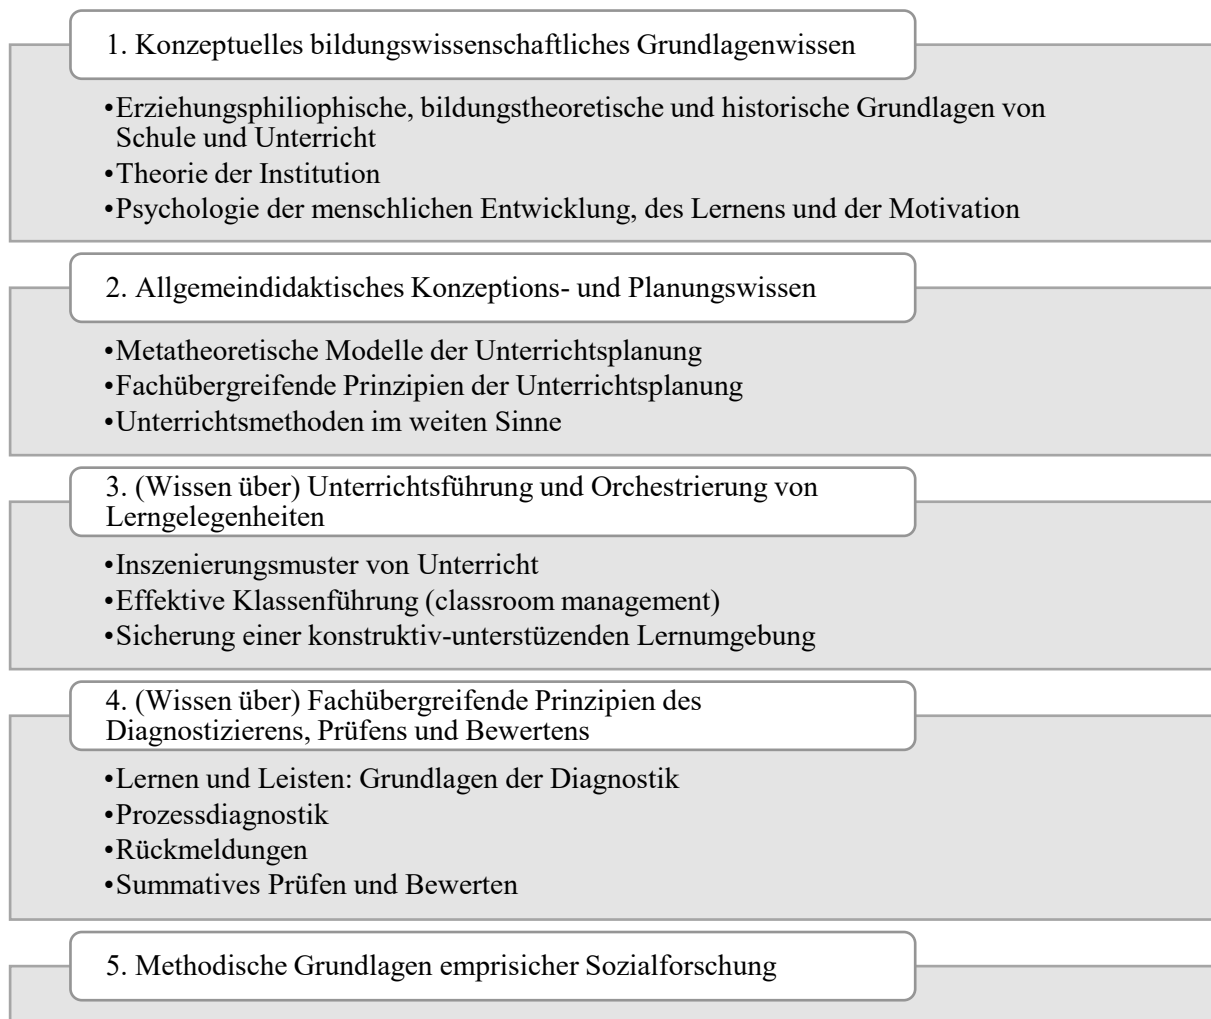 1. Konzeptuelles bildungswissenschaftliches Grundlagenwissen
•Erziehungsphiliophische, bildungstheoretische und historische Grundlagen von
Schule und Unterricht
•Theorie der Institution
•Psychologie der menschlichen Entwicklung, des Lernens und der Motivation
2. Allgemeindidaktisches Konzeptions- und Planungswissen
•Metatheoretische Modelle der Unterrichtsplanung
•Fachübergreifende Prinzipien der Unterrichtsplanung
•Unterrichtsmethoden im weiten Sinne
3. (Wissen über) Unterrichtsführung und Orchestrierung von
Lerngelegenheiten
•Inszenierungsmuster von Unterricht
•Effektive Klassenführung (classroom management)
•Sicherung einer konstruktiv-unterstüzenden Lernumgebung
4. (Wissen über) Fachübergreifende Prinzipien des
Diagnostizierens, Prüfens und Bewertens
•Lernen und Leisten: Grundlagen der Diagnostik
•Prozessdiagnostik
•Rückmeldungen
•Summatives Prüfen und Bewerten
5. Methodische Grundlagen emprisicher Sozialforschung